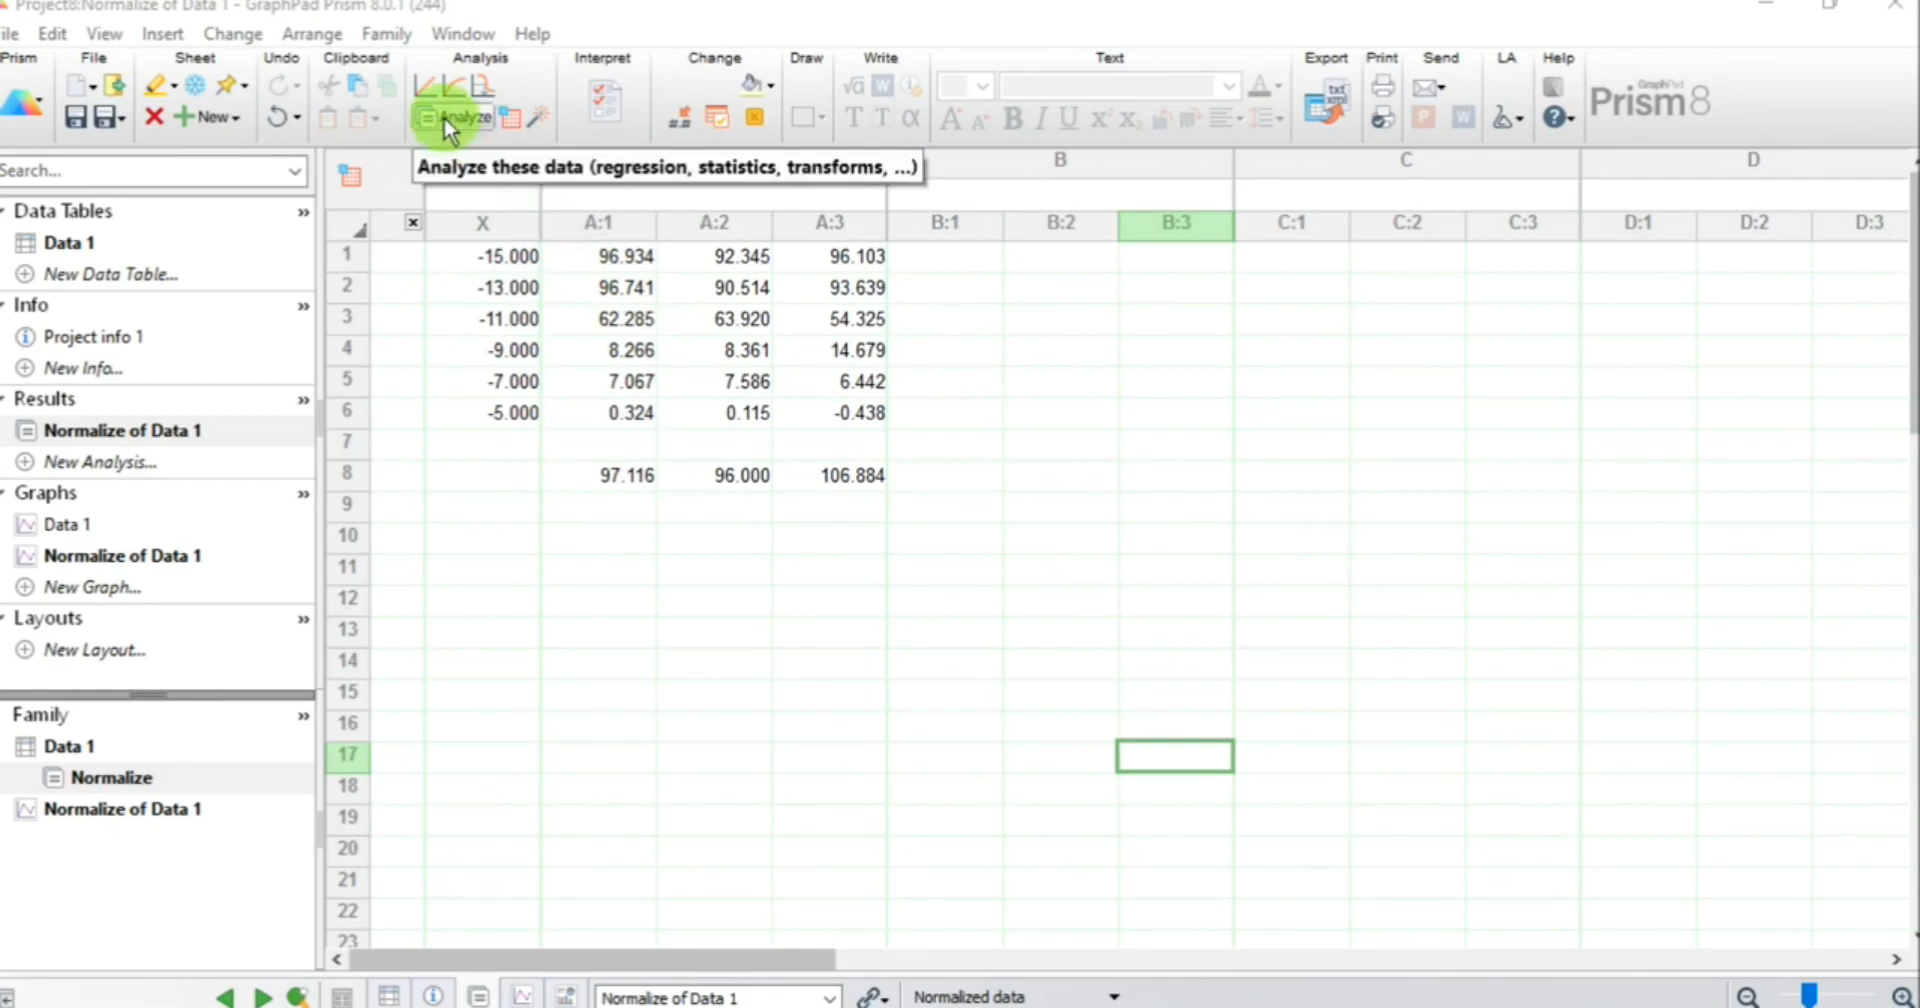 Project8:Normalize of Data 1 - GraphPad Prism 8.0.1 (244)
ile Edit View Insert Change Arrange Family Window Help
Prism File Sheet Undo Clipboard Analysis Interpret Change Draw Write Text Export Print Send LA Help
New
Analyze
GraphPad
Prism 8
Search...
Analyze these data (regression, statistics, transforms, ...)
B C D
X A:1 A:2 A:3 B:1 B:2 B:3 C:1 C:2 C:3 D:1 D:2 D:3
1 -15.000 96.934 92.345 96.103
2 -13.000 96.741 90.514 93.639
3 -11.000 62.285 63.920 54.325
4 -9.000 8.266 8.361 14.679
5 -7.000 7.067 7.586 6.442
6 -5.000 0.324 0.115 -0.438
7
8 97.116 96.000 106.884
9
10
11
12
13
14
15
16
17
18
19
20
21
22
23
Data Tables
Data 1
New Data Table...
Info
Project info 1
New Info...
Results
Normalize of Data 1
New Analysis...
Graphs
Data 1
Normalize of Data 1
New Graph...
Layouts
New Layout...
Family
Data 1
Normalize
Normalize of Data 1
Normalize of Data 1
Normalized data